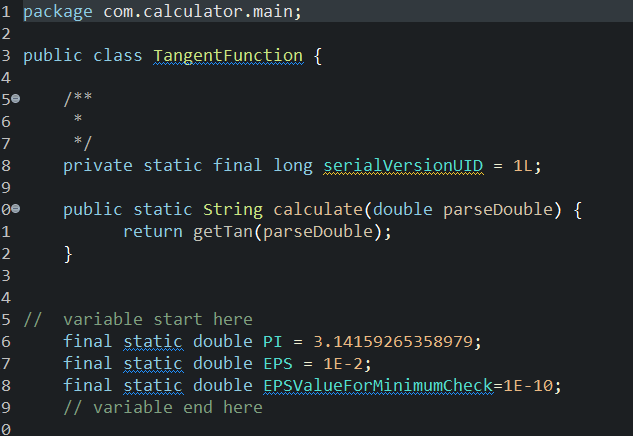 1 package com.calculator.main;
2
3 public class TangentFunction {
4
5 /**
6 *
7 */
8 private static final long serialVersionUID = 1L;
9
0 public static String calculate(double parseDouble) {
1 return getTan(parseDouble);
2 }
3
4
5 // variable start here
6 final static double PI = 3.14159265358979;
7 final static double EPS = 1E-2;
8 final static double EPSValueForMinimumCheck=1E-10;
9 // variable end here
0